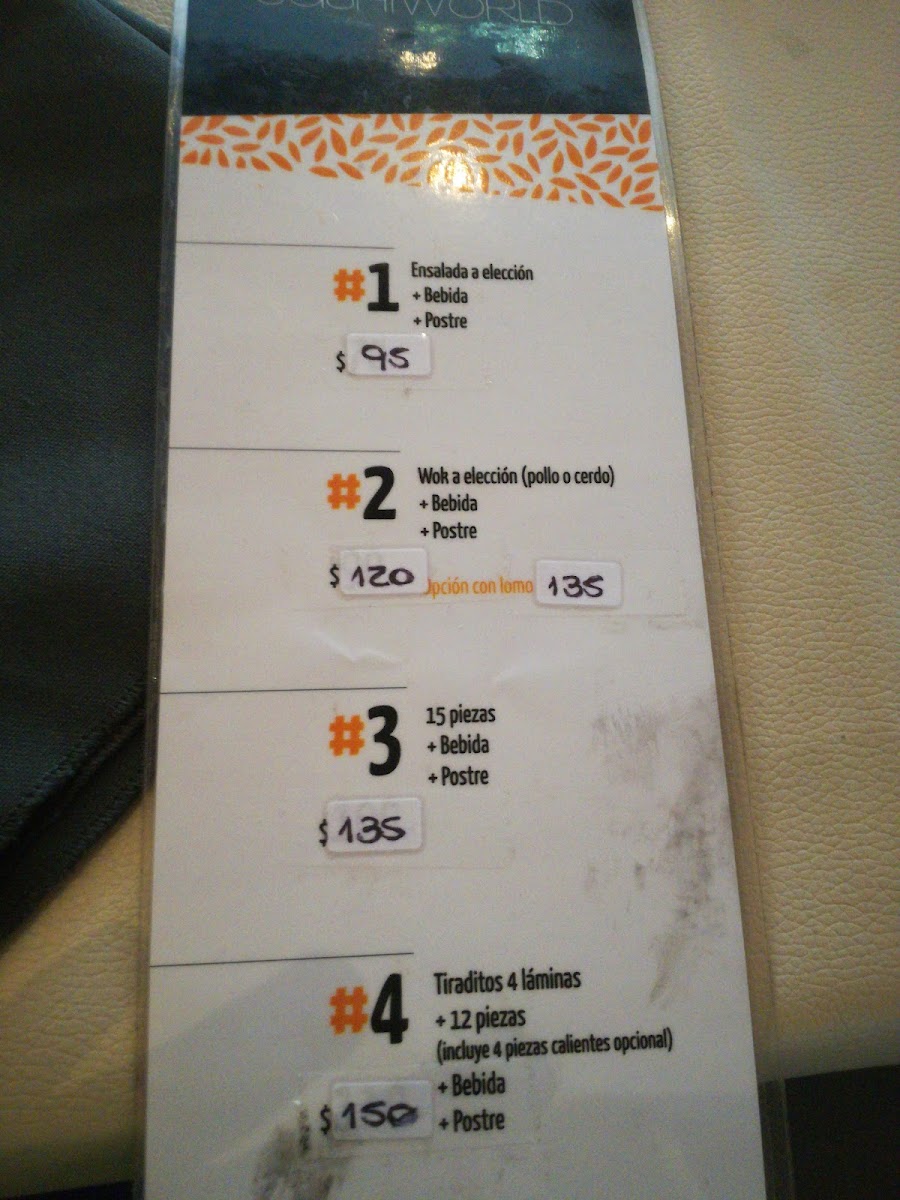 SUSHIWORLD
#1 Ensalada a elección
+ Bebida
+ Postre
$ 95
#2 Wok a elección (pollo o cerdo)
+ Bebida
+ Postre
$ 120 Opción con lomo 135
#3 15 piezas
+ Bebida
+ Postre
$ 135
#4 Tiraditos 4 láminas
+ 12 piezas
(incluye 4 piezas calientes opcional)
+ Bebida
$ 150 + Postre